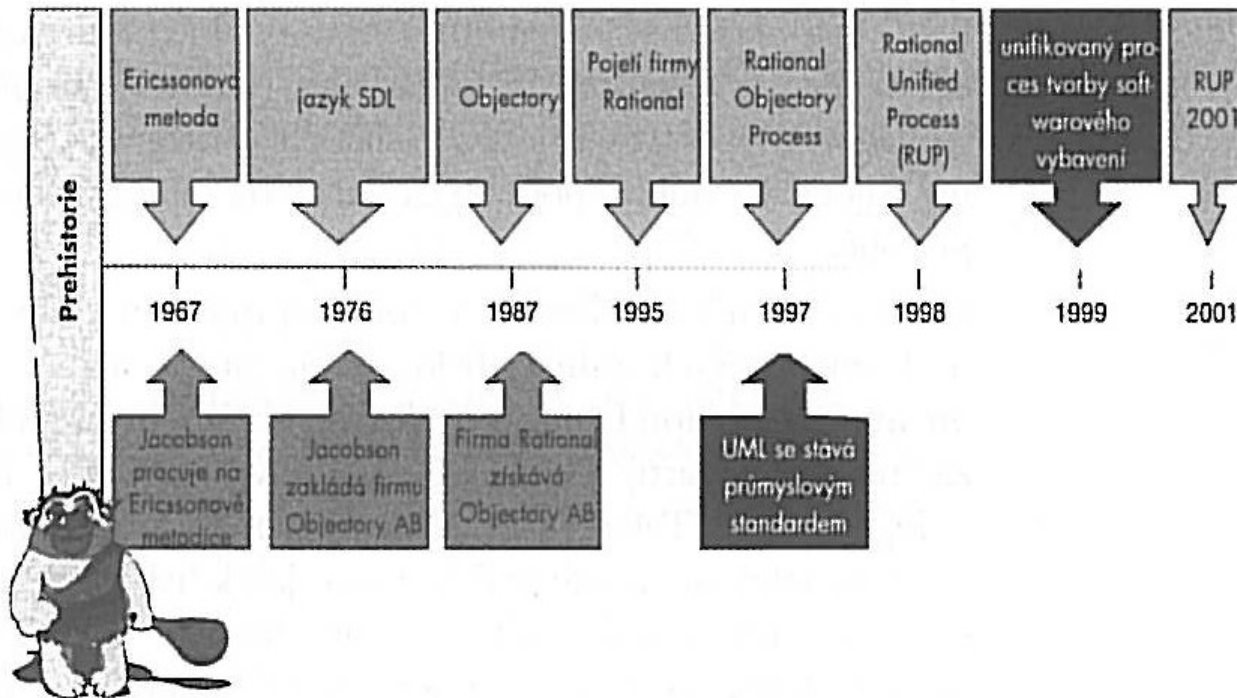 Prehistorie
Ericssonova
metoda
jazyk SDL
Objectory
Pojetí firmy
Rational
Rational
Objectory
Process
Rational
Unified
Process
(RUP)
unifikovaný pro-
ces tvorby soft-
warového
vybavení
RUP
2001
1967
1976
1987
1995
1997
1998
1999
2001
Jacobson
pracuje na
Ericssonově
metodice
Jacobson
zakládá firmu
Objectory AB
Firma Rational
získává
Objectory AB
UML se stává
průmyslovým
standardem